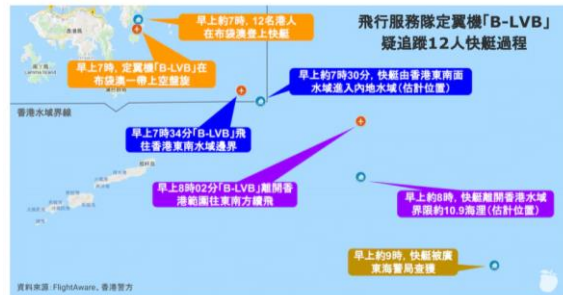 飛行服務隊定翼機「B-LVB」
疑追蹤12人快艇過程
早上約7時，12名港人
在布袋澳登上快艇
早上7時，定翼機「B-LVB」在
布袋澳一帶上空盤旋
早上約7時30分，快艇由香港東南面
水域進入內地水域(估計位置)
香港水域界線
早上7時34分「B-LVB」飛
往香港東南水域邊界
早上8時02分「B-LVB」離開香
港範圍往東南方續飛
早上約8時，快艇離開香港水域
界限約10.9海浬(估計位置)
早上約9時，快艇被廣
東海警局查獲
資料來源：FlightAware、香港警方